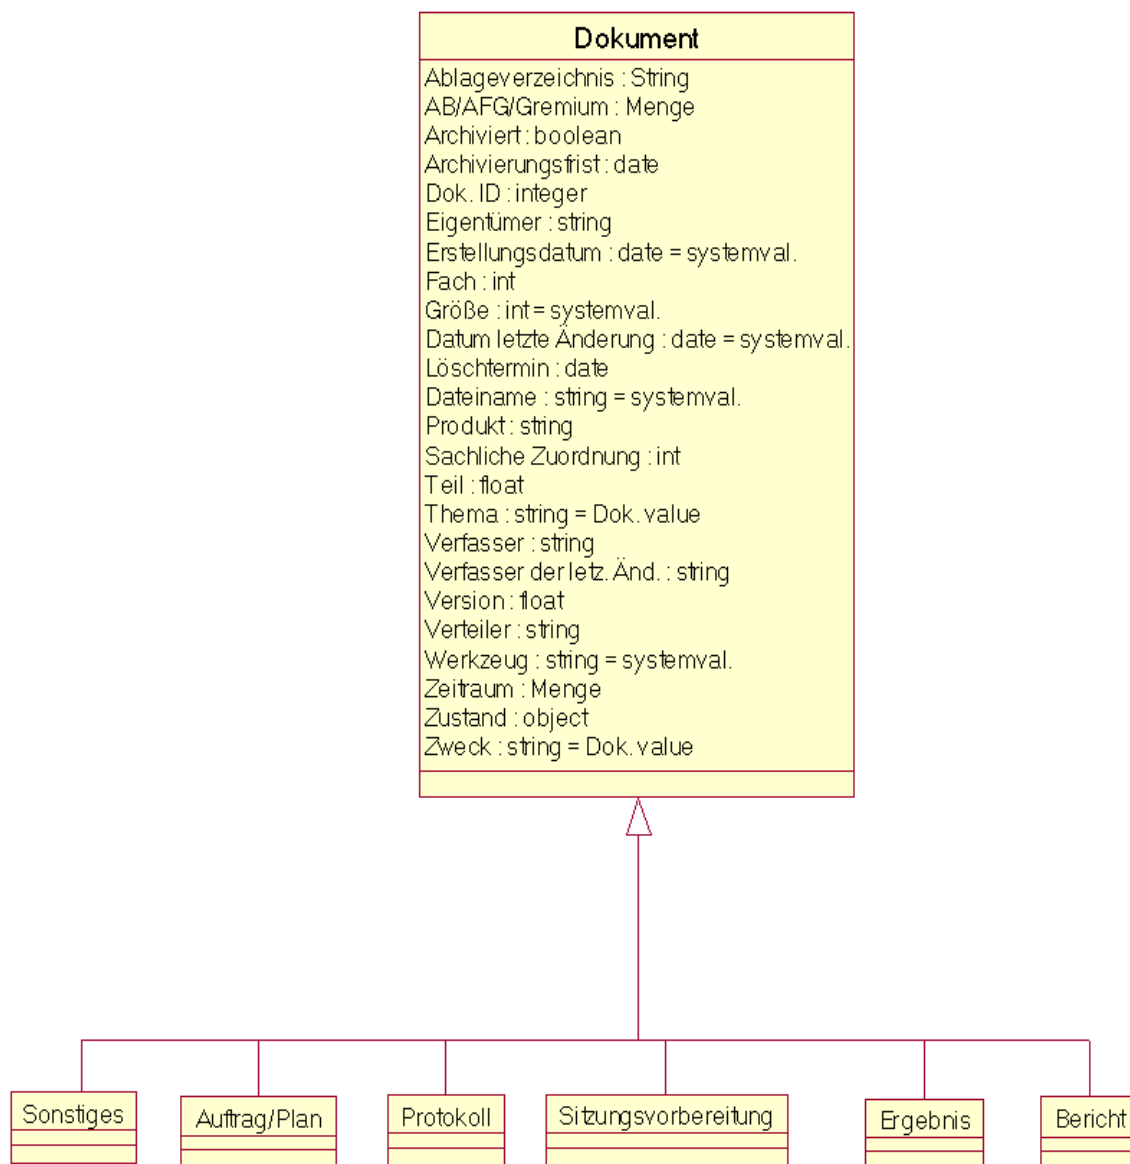 Dokument
Ablageverzeichnis : String
AB/AFG/Gremium : Menge
Archiviert : boolean
Archivierungsfrist : date
Dok. ID : integer
Eigentümer : string
Erstellungsdatum : date = systemval.
Fach : int
Größe : int = systemval.
Datum letzte Änderung : date = systemval.
Löschtermin : date
Dateiname : string = systemval.
Produkt : string
Sachliche Zuordnung : int
Teil : float
Thema : string = Dok. value
Verfasser : string
Verfasser der letz. Änd. : string
Version : float
Verteiler : string
Werkzeug : string = systemval.
Zeitraum : Menge
Zustand : object
Zweck : string = Dok. value
Sonstiges
Auftrag/Plan
Protokoll
Sitzungsvorbereitung
Ergebnis
Bericht